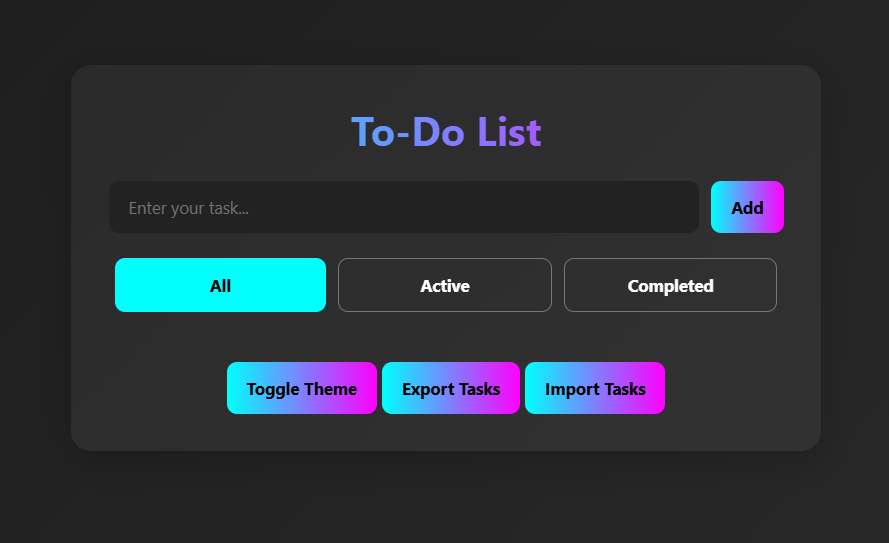 To-Do List
Enter your task...
Add
All
Active
Completed
Toggle Theme
Export Tasks
Import Tasks